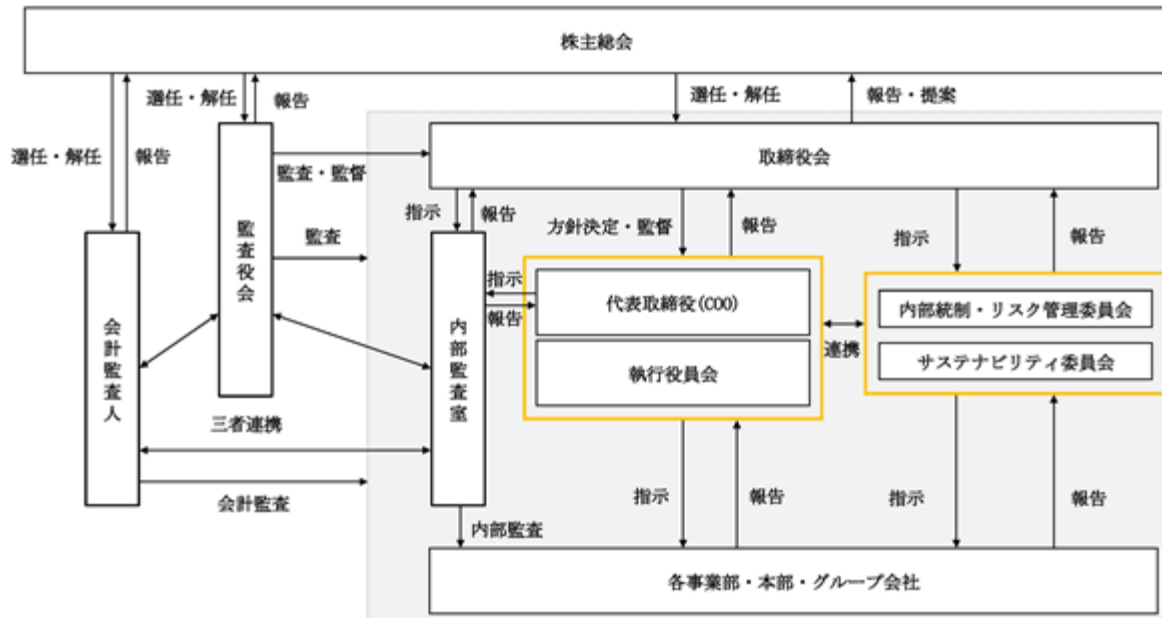 株主総会
選任・解任
報告
選任・解任
報告・提案
選任・解任
報告
取締役会
監査・監督
指示
報告
方針決定・監督
報告
指示
報告
監査役会
監査
会計監査人
内部監査室
指示
報告
代表取締役(COO)
執行役員会
連携
内部統制・リスク管理委員会
サステナビリティ委員会
三者連携
会計監査
指示
報告
指示
報告
内部監査
各事業部・本部・グループ会社